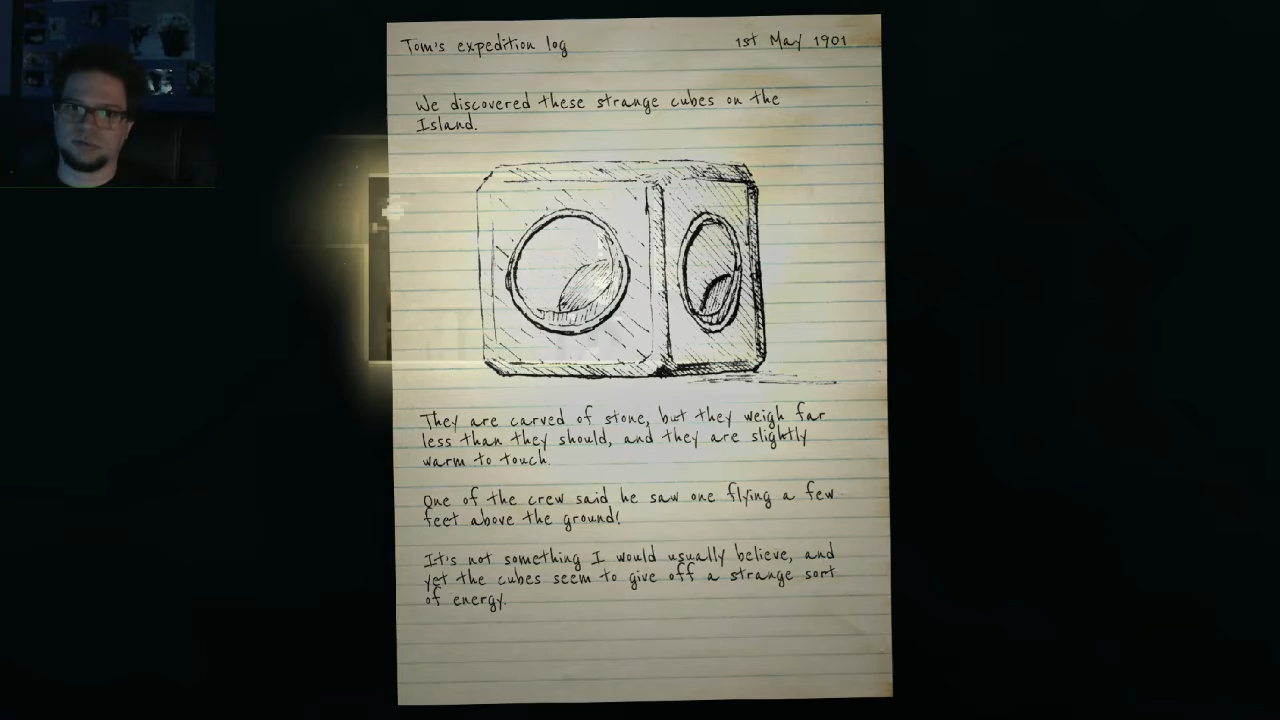 Tom's expedition log
1st May 1901
We discovered these strange cubes on the
Island.
They are carved of stone, but they weigh far
less than they should, and they are slightly
warm to touch.
One of the crew said he saw one flying a few
feet above the ground!
It's not something I would usually believe, and
yet the cubes seem to give off a strange sort
of energy.